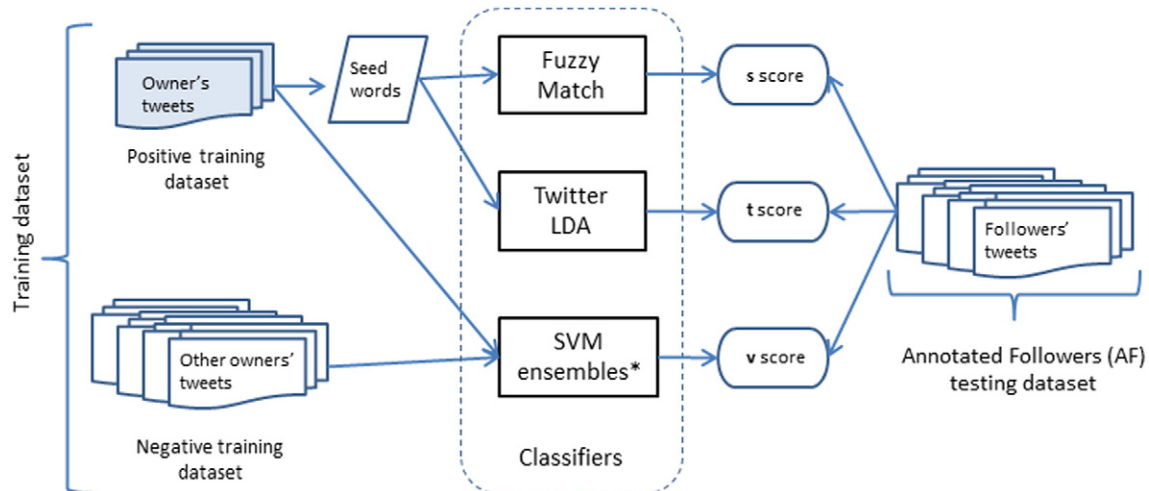 Training dataset
Owner's
tweets
Positive training
dataset
Seed
words
Fuzzy
Match
s score
Twitter
LDA
t score
Followers'
tweets
Other owners'
tweets
Negative training
dataset
SVM
ensembles*
v score
Annotated Followers (AF)
testing dataset
Classifiers